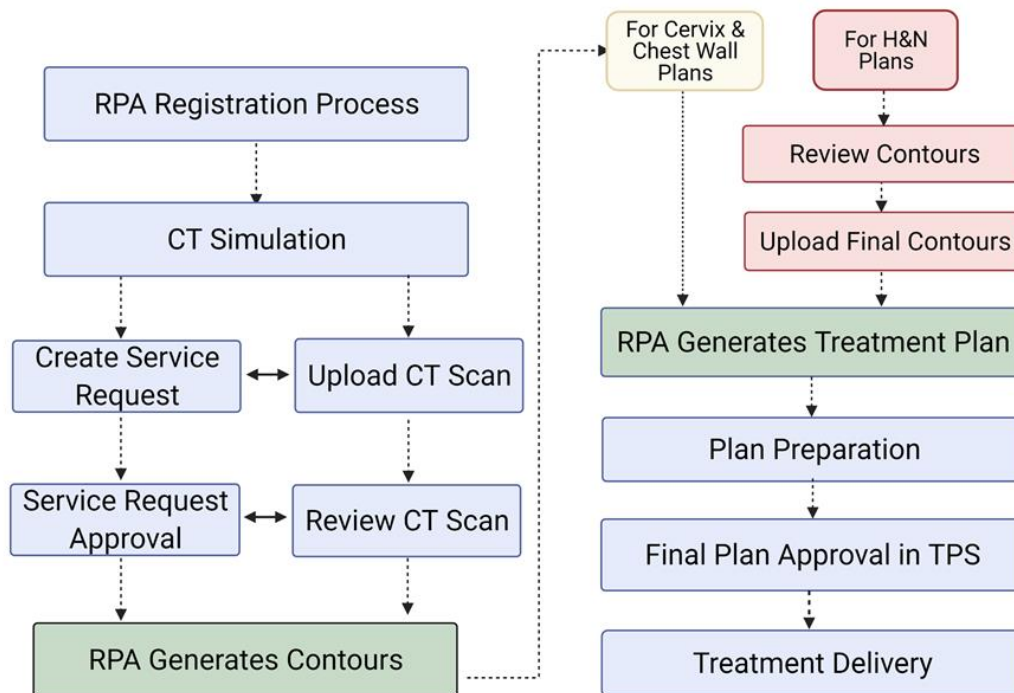 RPA Registration Process
CT Simulation
Create Service
Request
Upload CT Scan
Service Request
Approval
Review CT Scan
RPA Generates Contours
For Cervix &
Chest Wall
Plans
For H&N
Plans
Review Contours
Upload Final Contours
RPA Generates Treatment Plan
Plan Preparation
Final Plan Approval in TPS
Treatment Delivery